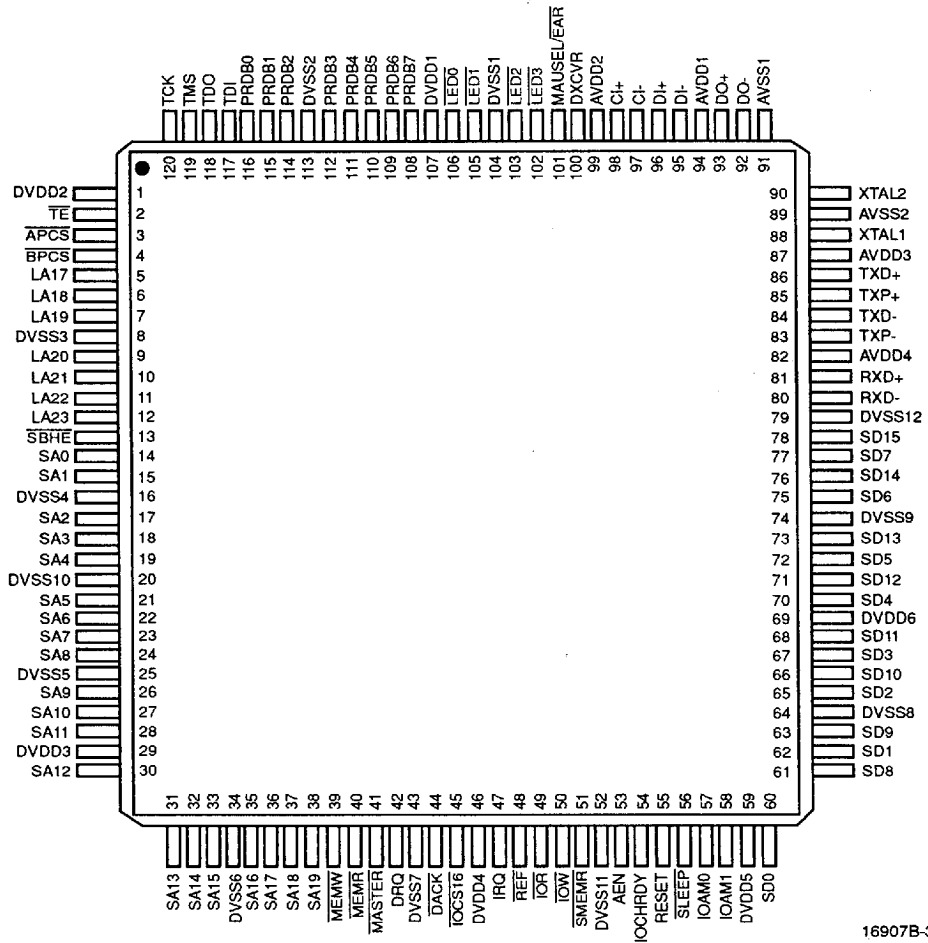 TCK TMS TDO TDI PRDB0 PRDB1 PRDB2 DVSS2 PRDB3 PRDB4 PRDB5 PRDB6 PRDB7 DVDD1 LED0 LED1 DVSS1 LED2 LED3 MAUSEL/EAR DXCVR AVDD2 CI+ CI- DI+ DI- AVDD1 DO+ DO- AVSS1
120 119 118 117 116 115 114 113 112 111 110 109 108 107 106 105 104 103 102 101 100 99 98 97 96 95 94 93 92 91
DVDD2 1 90 XTAL2
TE 2 89 AVSS2
APCS 3 88 XTAL1
BPCS 4 87 AVDD3
LA17 5 86 TXD+
LA18 6 85 TXP+
LA19 7 84 TXD-
DVSS3 8 83 TXP-
LA20 9 82 AVDD4
LA21 10 81 RXD+
LA22 11 80 RXD-
LA23 12 79 DVSS12
SBHE 13 78 SD15
SA0 14 77 SD7
SA1 15 76 SD14
DVSS4 16 75 SD6
SA2 17 74 DVSS9
SA3 18 73 SD13
SA4 19 72 SD5
DVSS10 20 71 SD12
SA5 21 70 SD4
SA6 22 69 DVDD6
SA7 23 68 SD11
SA8 24 67 SD3
DVSS5 25 66 SD10
SA9 26 65 SD2
SA10 27 64 DVSS8
SA11 28 63 SD9
DVDD3 29 62 SD1
SA12 30 61 SD8
31 32 33 34 35 36 37 38 39 40 41 42 43 44 45 46 47 48 49 50 51 52 53 54 55 56 57 58 59 60
SA13 SA14 SA15 DVSS6 SA16 SA17 SA18 SA19 MEMW MEMR MASTER DRQ DVSS7 DACK IOCS16 DVDD4 IRQ REF IOR IOW SMEMR DVSS11 AEN IOCHRDY RESET SLEEP IOAM0 IOAM1 DVDD5 SD0
16907B-3